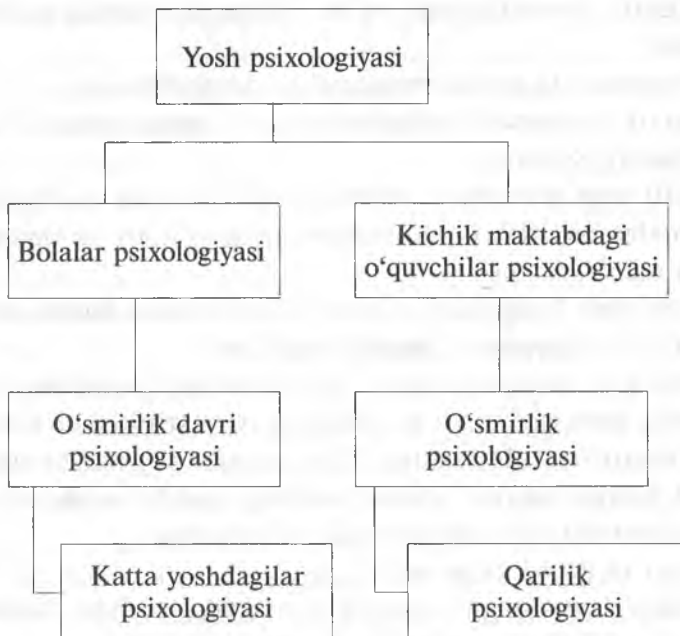 Yosh psixologiyasi
Bolalar psixologiyasi
Kichik maktabdagi
o‘quvchilar psixologiyasi
O‘smirlik davri
psixologiyasi
O‘smirlik
psixologiyasi
Katta yoshdagilar
psixologiyasi
Qarilik
psixologiyasi